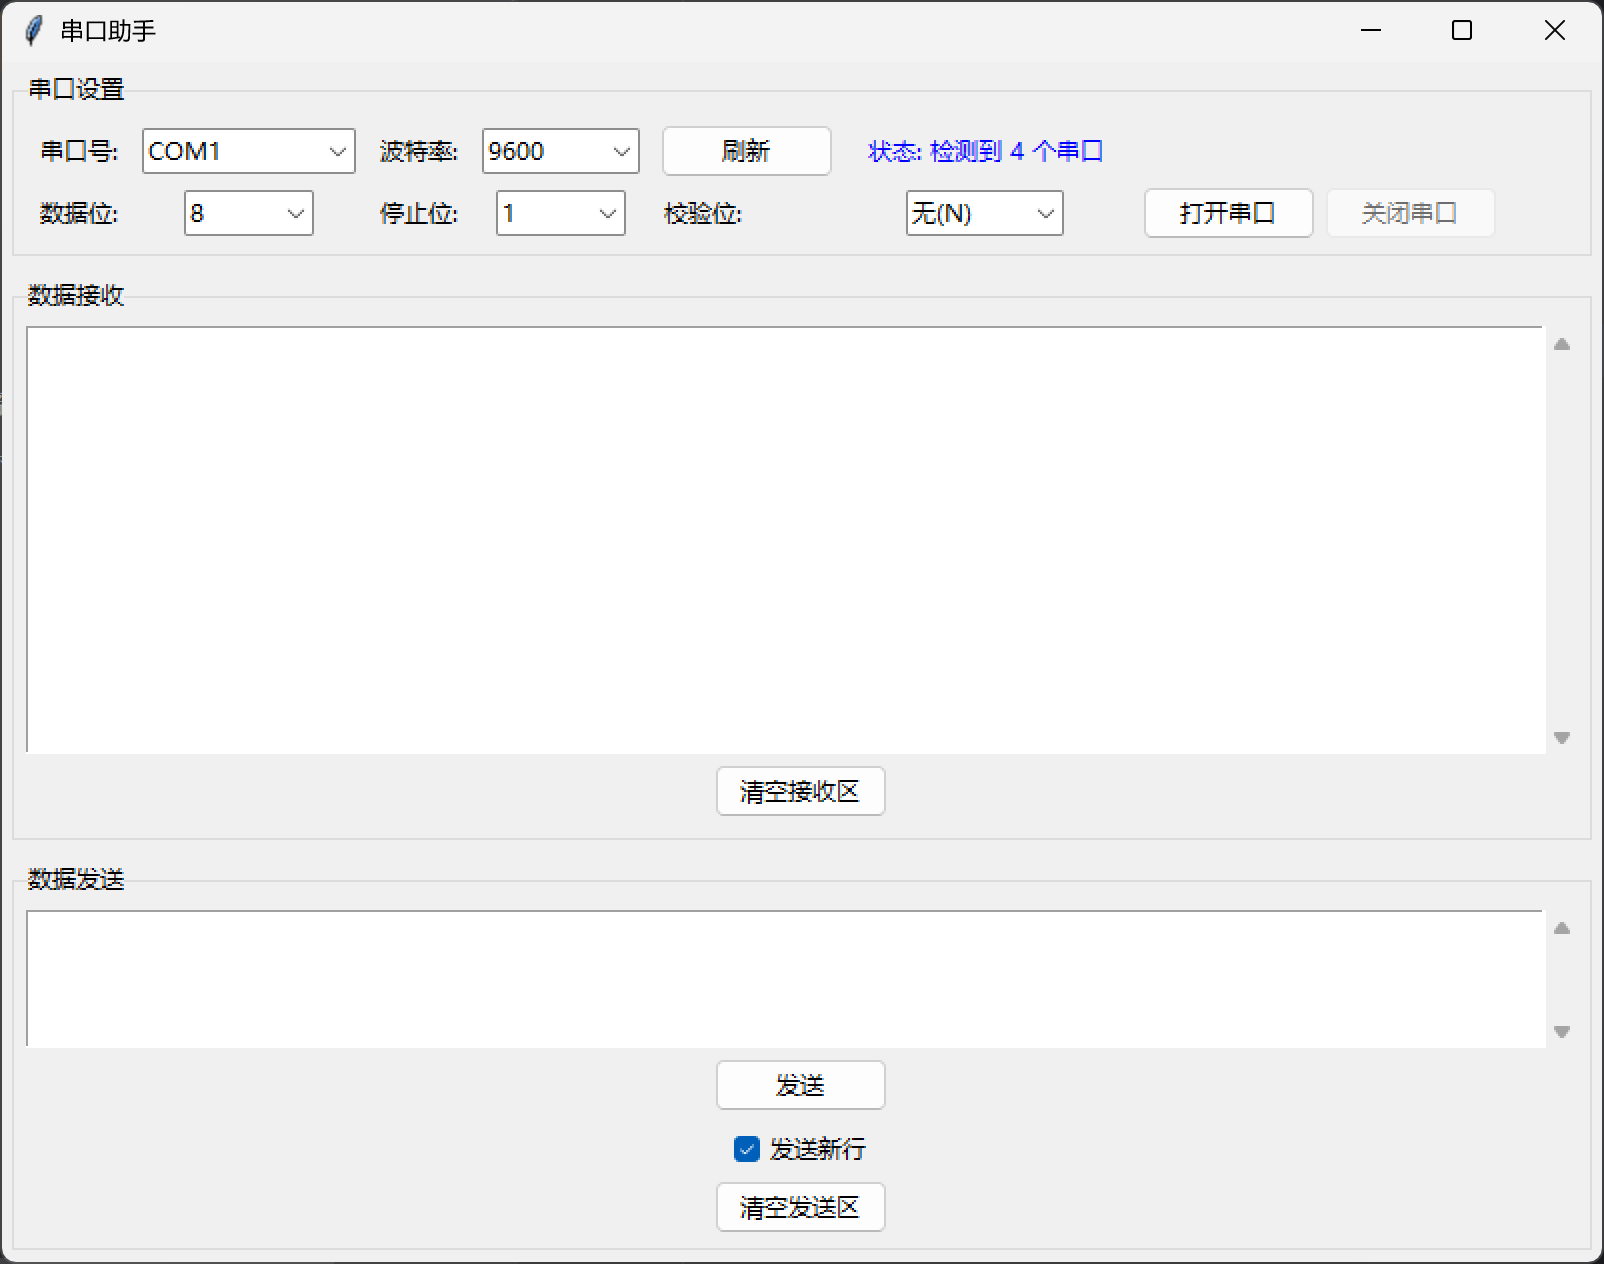 串口助手
串口设置
串口号: COM1 波特率: 9600 刷新 状态: 检测到 4 个串口
数据位: 8 停止位: 1 校验位: 无(N) 打开串口 关闭串口
数据接收
清空接收区
数据发送
发送
发送新行
清空发送区